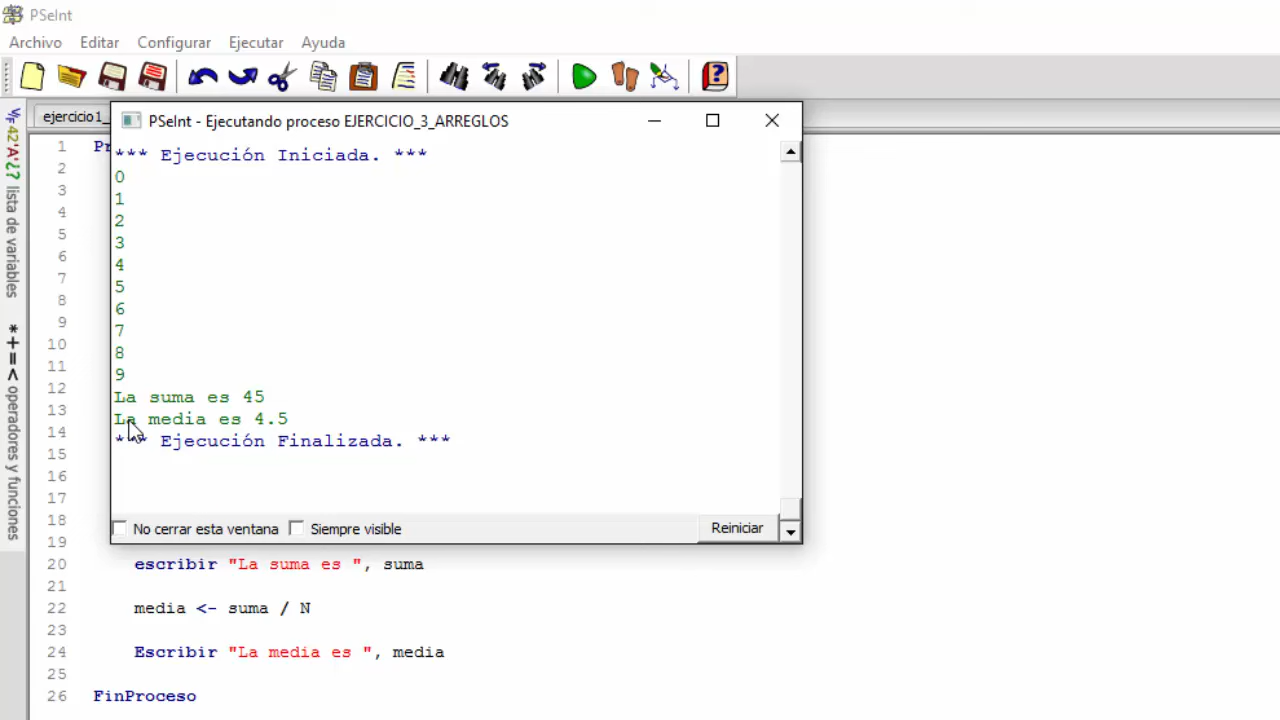 PSeInt
Archivo Editar Configurar Ejecutar Ayuda
ejercicio1_
PSeInt - Ejecutando proceso EJERCICIO_3_ARREGLOS
*** Ejecución Iniciada. ***
0
1
2
3
4
5
6
7
8
9
La suma es 45
La media es 4.5
*** Ejecución Finalizada. ***
No cerrar esta ventana
Siempre visible
Reiniciar
lista de variables
*+=< operadores y funciones
1 Pr
2
3
4
5
6
7
8
9
10
11
12
13
14
15
16
17
18
19
20 escribir "La suma es ", suma
21
22 media <- suma / N
23
24 Escribir "La media es ", media
25
26 FinProceso